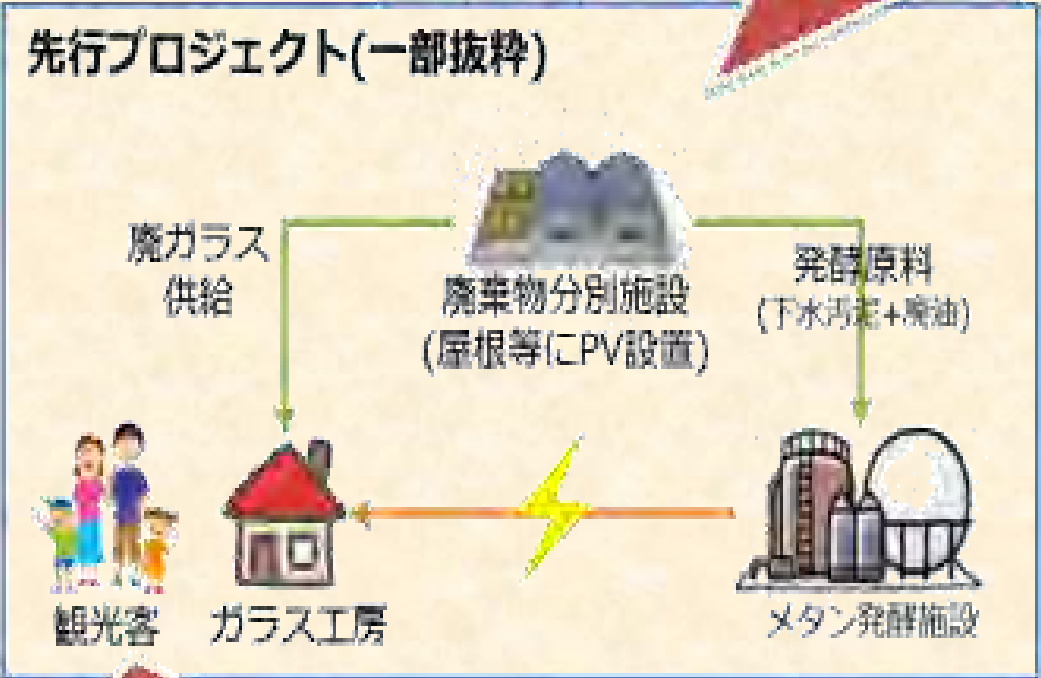 先行プロジェクト(一部抜粋)
廃ガラス
供給
廃棄物分別施設
(屋根等にPV設置)
発酵原料
(下水汚泥+廃油)
観光客
ガラス工房
メタン発酵施設